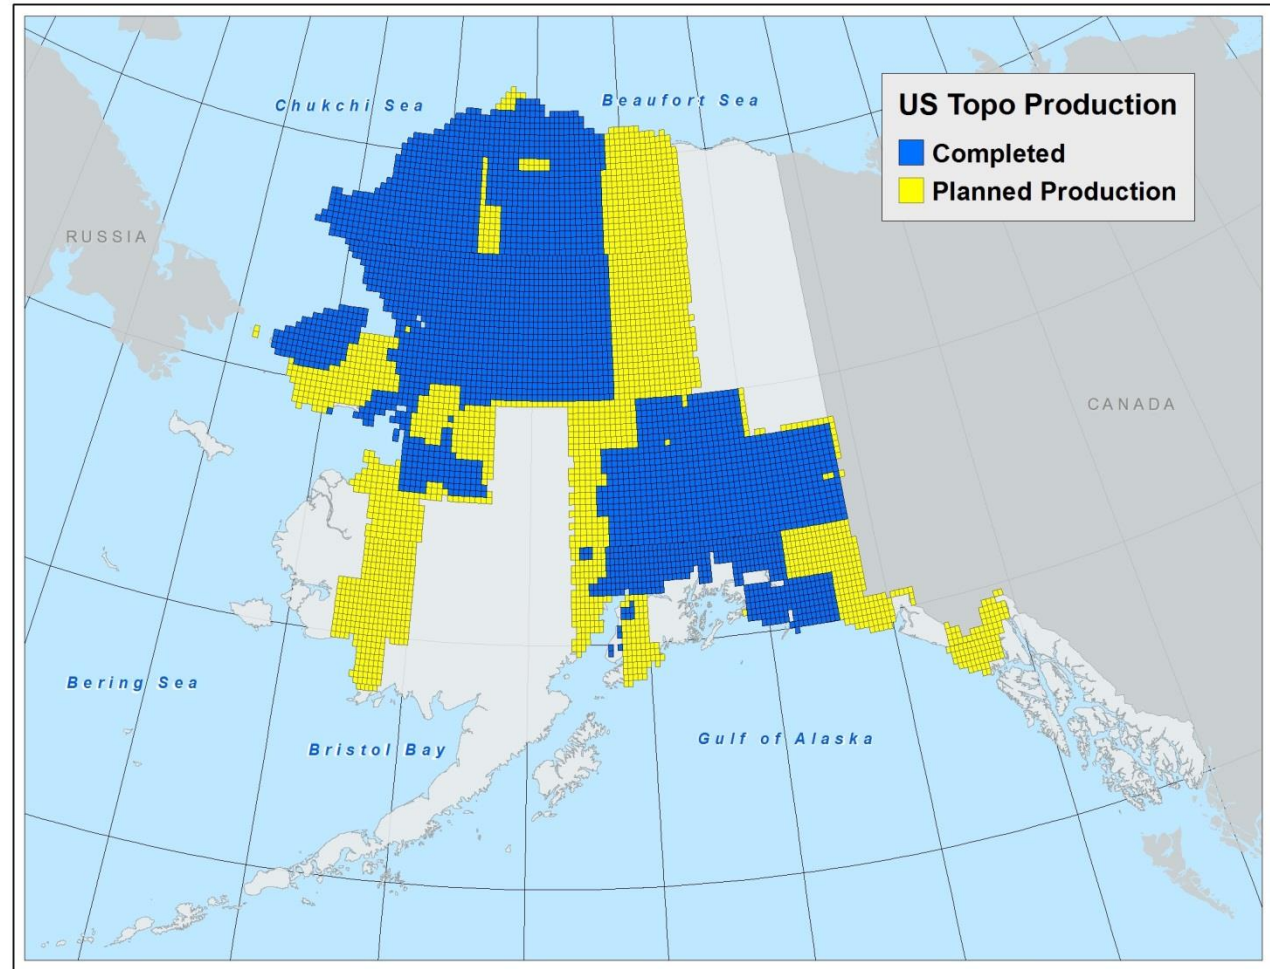 Chukchi Sea
Beaufort Sea
US Topo Production
Completed
Planned Production
RUSSIA
CANADA
Bering Sea
Bristol Bay
Gulf of Alaska